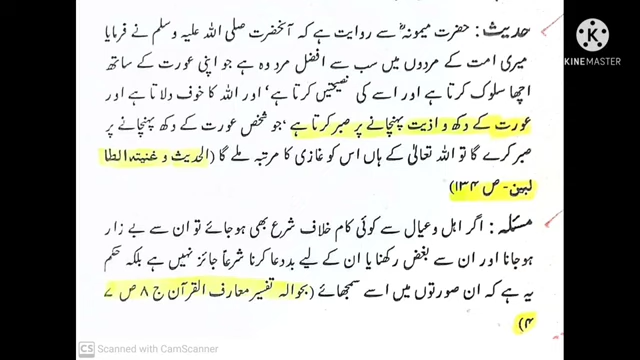 KINEMASTER
حدیث : حضرت میمونہؓ سے روایت ہے کہ آنحضرت صلی اللہ علیہ وسلم نے فرمایا
میری امت کے مردوں میں سب سے افضل مرد وہ ہے جو اپنی عورت کے ساتھ
اچھا سلوک کرتا ہے اور اسے کی نصیحتیں کرتا ہے، اور اللہ کا خوف دلاتا ہے اور
عورت کے دکھ و اذیت پہنچانے پر صبر کرتا ہے، جو شخص عورت کے دکھ پہنچانے پر
صبر کرے گا تو اللہ تعالیٰ کے ہاں اس کو غازی کا مرتبہ ملے گا (الحدیث و غنیتہ الطا
لبین- ص ۱۳۴)
مسئلہ : اگر اہل و عیال سے کوئی کام خلاف شرع بھی ہو جائے تو ان سے بے زار
ہو جانا اور ان سے بغض رکھنا یا ان کے لیے بددعا کرنا شرعاً جائز نہیں ہے بلکہ حکم
یہ ہے کہ ان صورتوں میں اسے سمجھائے (بحوالہ تفسیر معارف القرآن ج ۸ ص ۷
۴)
CS Scanned with CamScanner